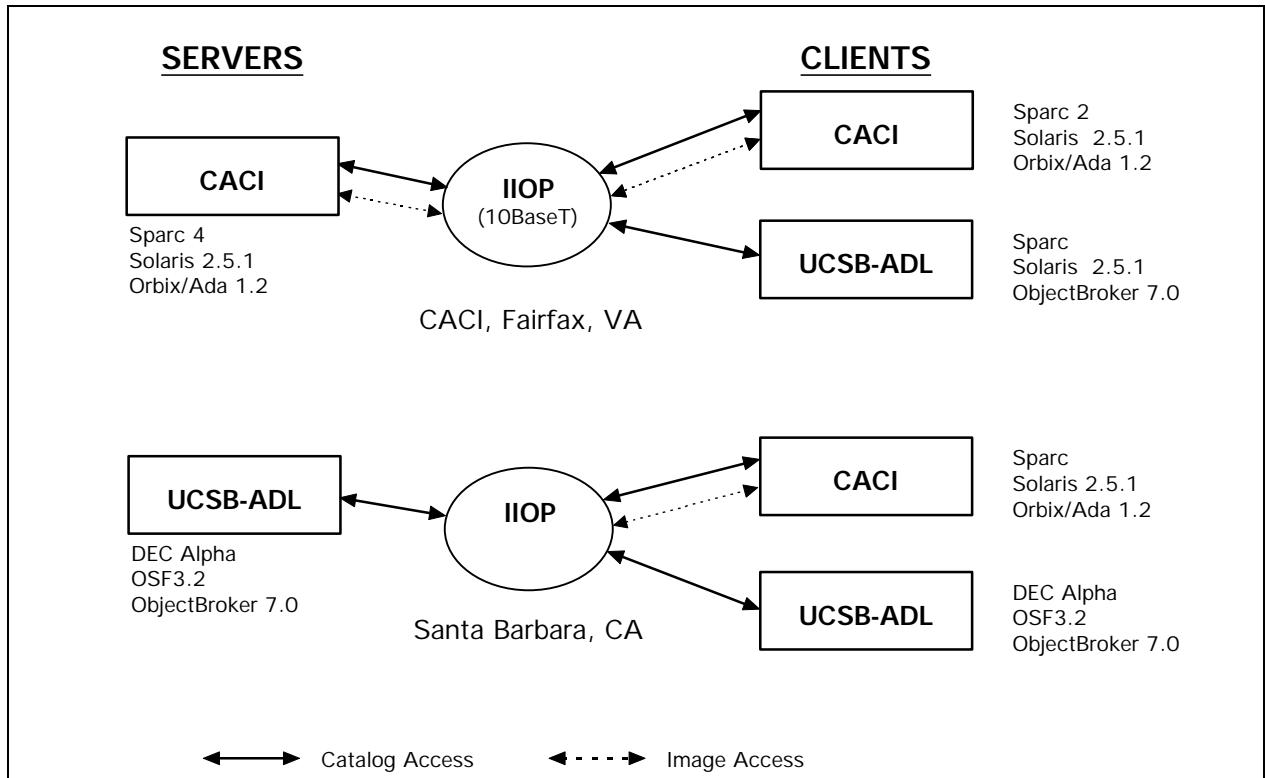 SERVERS
CLIENTS
CACI
Sparc 4
Solaris 2.5.1
Orbix/Ada 1.2
IIOP
(10BaseT)
CACI
Sparc 2
Solaris 2.5.1
Orbix/Ada 1.2
UCSB-ADL
Sparc
Solaris 2.5.1
ObjectBroker 7.0
CACI, Fairfax, VA
UCSB-ADL
DEC Alpha
OSF3.2
ObjectBroker 7.0
IIOP
CACI
Sparc
Solaris 2.5.1
Orbix/Ada 1.2
UCSB-ADL
DEC Alpha
OSF3.2
ObjectBroker 7.0
Santa Barbara, CA
Catalog Access
Image Access